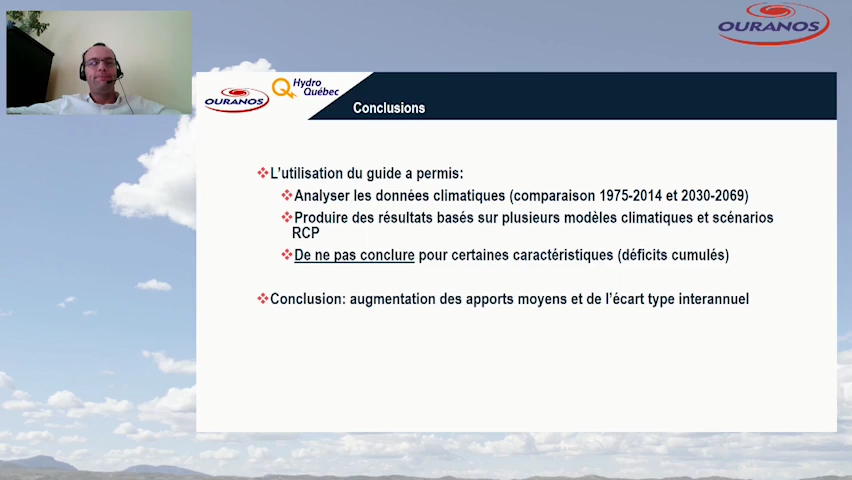 OURANOS
OURANOS
Hydro
Québec
Conclusions
L'utilisation du guide a permis:
Analyser les données climatiques (comparaison 1975-2014 et 2030-2069)
Produire des résultats basés sur plusieurs modèles climatiques et scénarios
RCP
De ne pas conclure pour certaines caractéristiques (déficits cumulés)
Conclusion: augmentation des apports moyens et de l'écart type interannuel